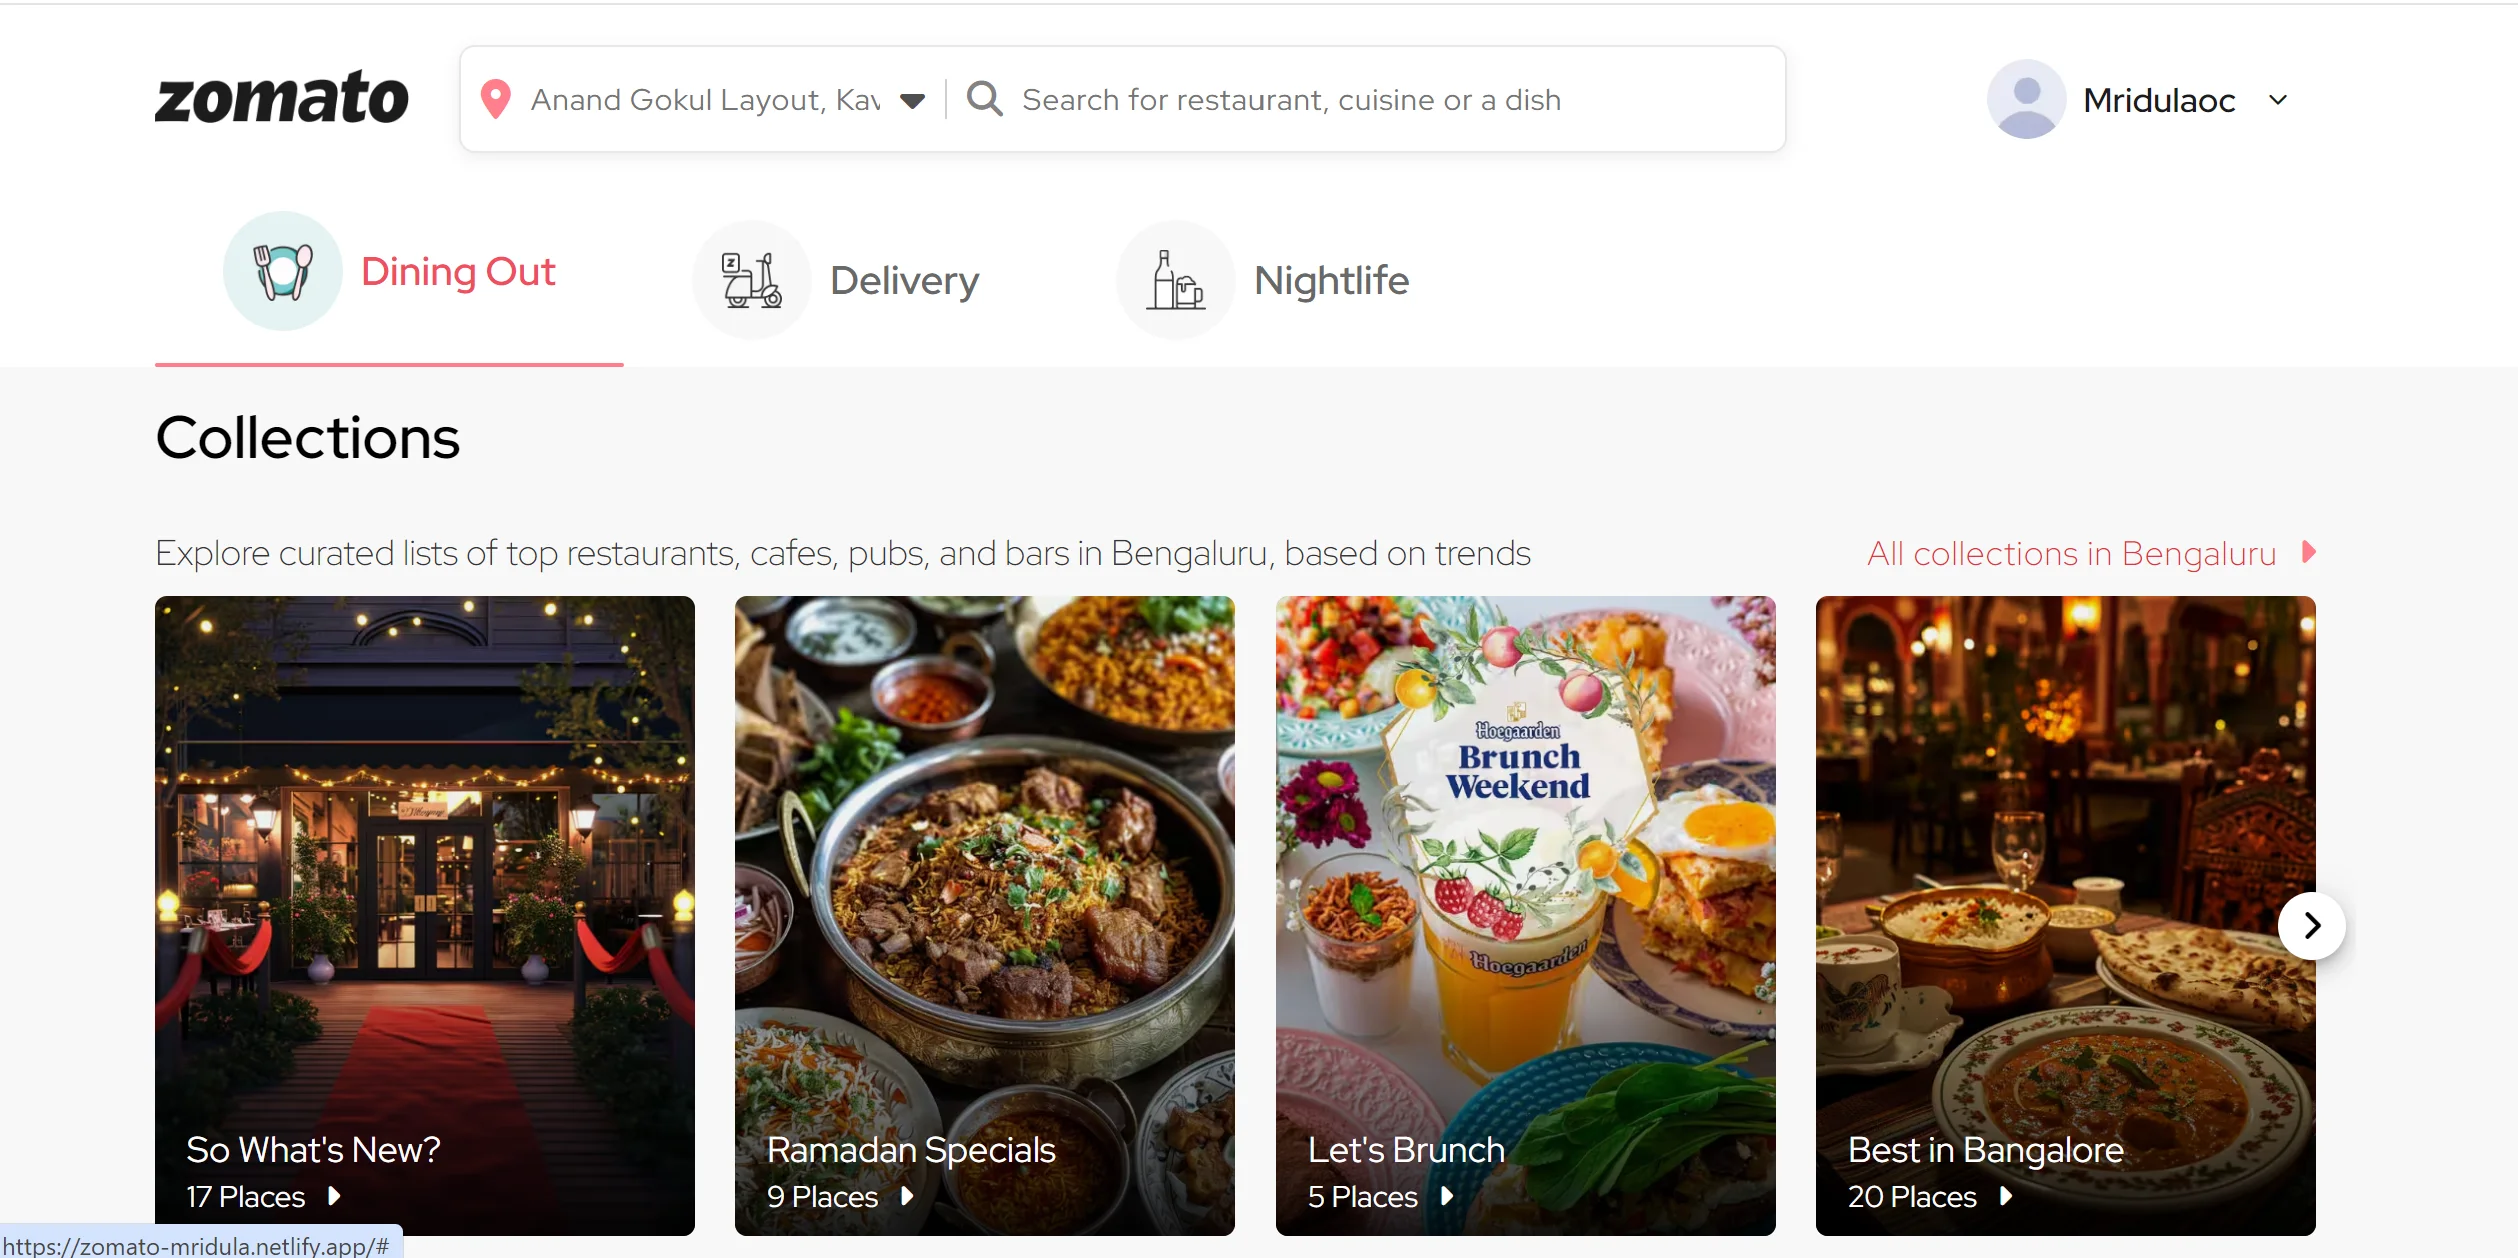 zomato
Anand Gokul Layout, Kav
Search for restaurant, cuisine or a dish
Mridulaoc
Dining Out
Delivery
Nightlife
Collections
Explore curated lists of top restaurants, cafes, pubs, and bars in Bengaluru, based on trends
All collections in Bengaluru
Hoegaarden
Brunch
Weekend
Hoegaarden
So What's New?
17 Places
Ramadan Specials
9 Places
Let's Brunch
5 Places
Best in Bangalore
20 Places
https://zomato-mridula.netlify.app/#